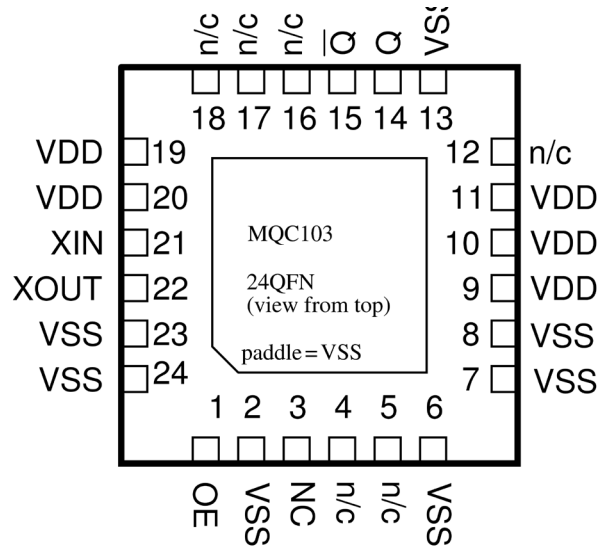 n/c n/c n/c Q Q VSS
18 17 16 15 14 13
VDD 19 12 n/c
VDD 20 11 VDD
XIN 21 10 VDD
XOUT 22 9 VDD
VSS 23 8 VSS
VSS 24 7 VSS
MQC103
24QFN
(view from top)
paddle=VSS
1 2 3 4 5 6
OE VSS NC n/c n/c VSS